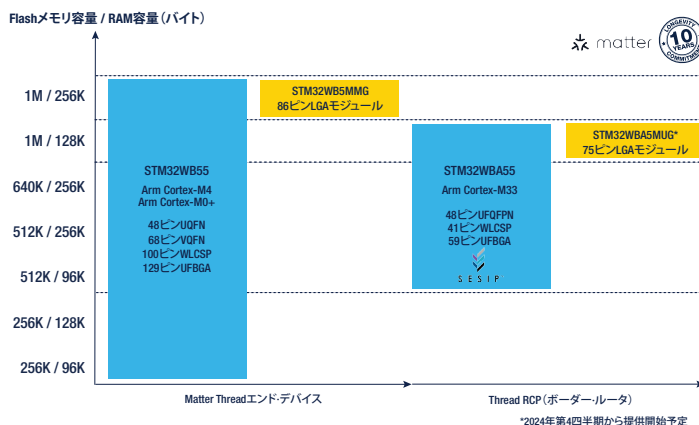 Flashメモリ容量 / RAM容量（バイト）
matter
LONGEVITY
10
YEARS
COMMITMENT
1M / 256K
STM32WB5MMG
86ピンLGAモジュール
1M / 128K
STM32WBA5MUG*
75ピンLGAモジュール
STM32WB55
Arm Cortex-M4
Arm Cortex-M0+
48ピンUQFN
68ピンVQFN
100ピンWLCSP
129ピンUFBGA
STM32WBA55
Arm Cortex-M33
48ピンUFQFPN
41ピンWLCSP
59ピンUFBGA
SESIP
640K / 256K
512K / 256K
512K / 96K
256K / 128K
256K / 96K
Matter Threadエンド・デバイス
Thread RCP（ボーダー・ルータ）
*2024年第4四半期から提供開始予定